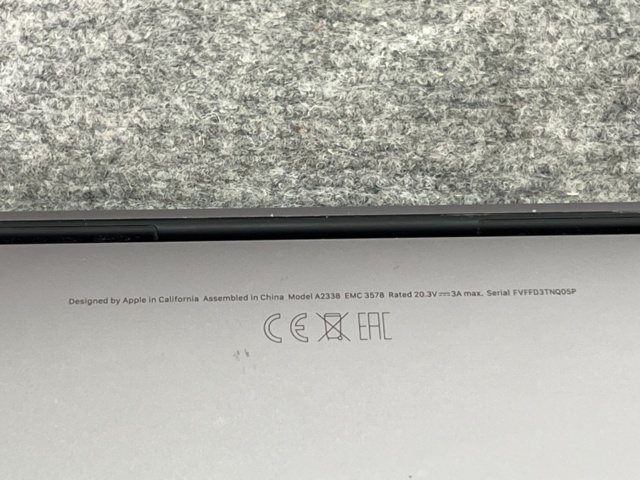 Designed by Apple in California Assembled in China Model A2338 EMC 3578 Rated 20.3V⎓3A max. Serial FVFFD3TNQ05P
CE EAC